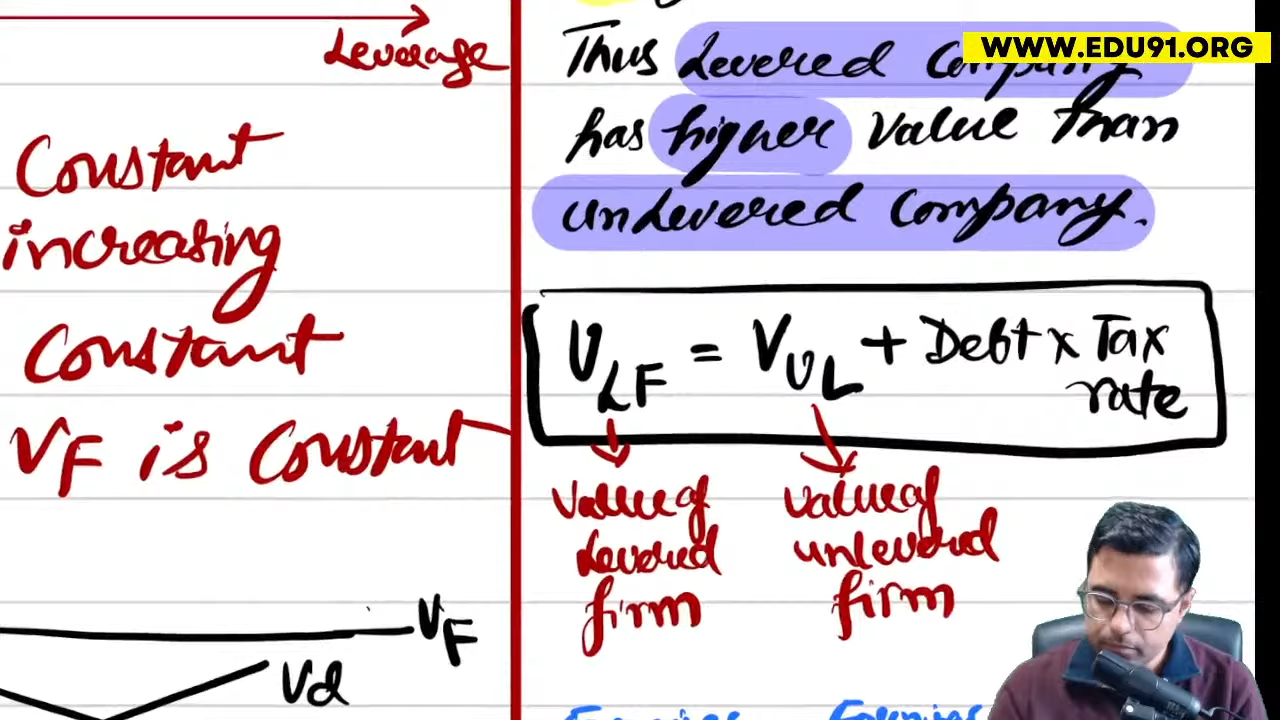 Leverage
Constant
increasing
Constant
VF is Constant
VF
Vd
WWW.EDU91.ORG
Thus Levered Company
has higher value than
unlevered Company.
VLF = VUL + Debt x Tax
rate
value of
Levered
firm
value of
unlevered
firm